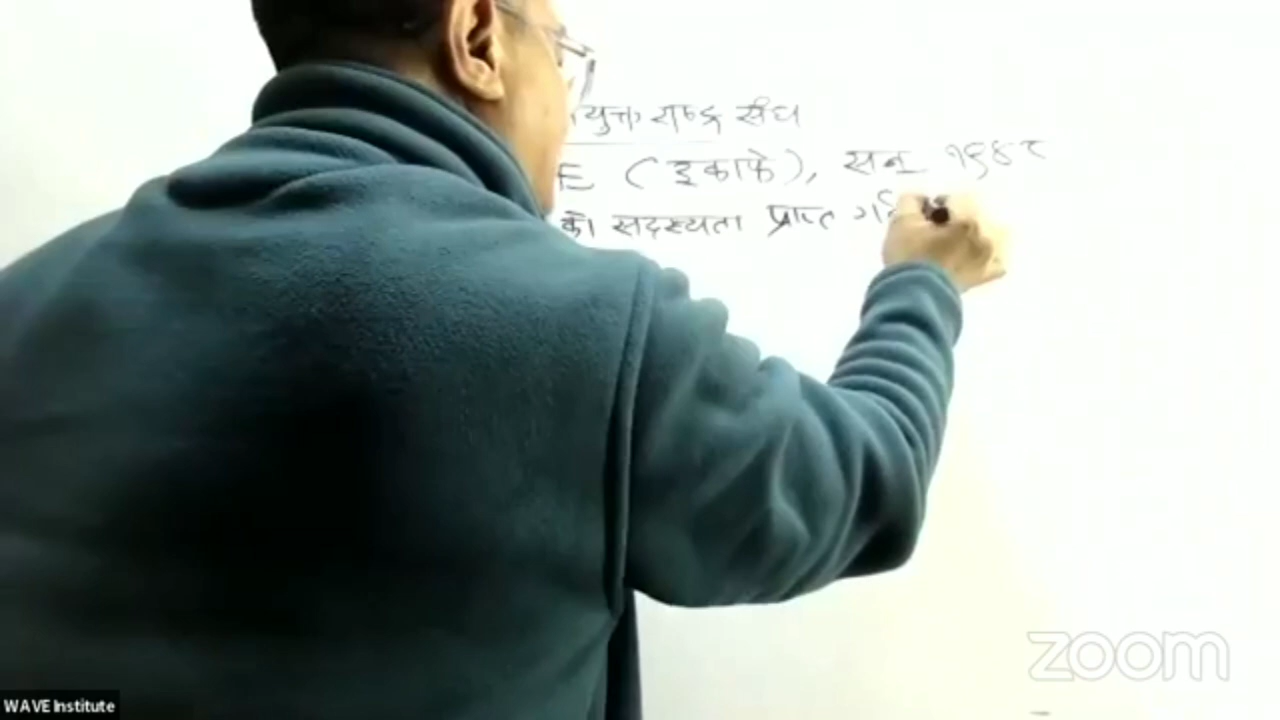 युक्त राष्ट्र संघ
E (इकाफे), सन् १९४८
को सदस्यता प्राप्त
zoom
WAVE Institute